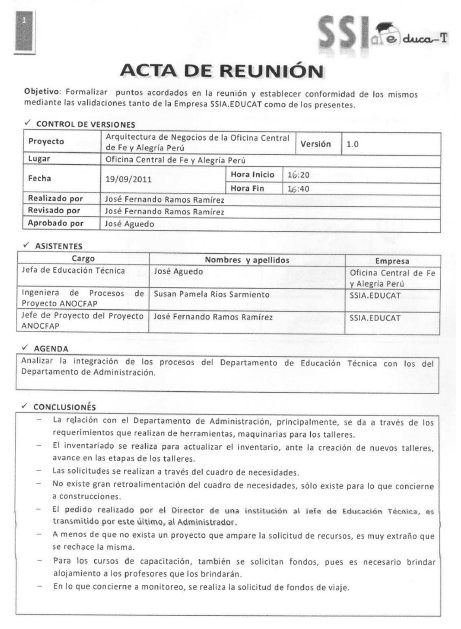 1
SSIA educa-T
ACTA DE REUNIÓN
Objetivo: Formalizar puntos acordados en la reunión y establecer conformidad de los mismos
mediante las validaciones tanto de la Empresa SSIA.EDUCAT como de los presentes.
✓ CONTROL DE VERSIONES
Proyecto Arquitectura de Negocios de la Oficina Central de Fe y Alegría Perú Versión 1.0
Lugar Oficina Central de Fe y Alegría Perú
Fecha 19/09/2011 Hora Inicio 16:20
Hora Fin 16:40
Realizado por José Fernando Ramos Ramírez
Revisado por José Fernando Ramos Ramírez
Aprobado por José Aguedo
✓ ASISTENTES
Cargo Nombres y apellidos Empresa
Jefa de Educación Técnica José Aguedo Oficina Central de Fe y Alegría Perú
Ingeniera de Procesos de Proyecto ANOCFAP Susan Pamela Rios Sarmiento SSIA.EDUCAT
Jefe de Proyecto del Proyecto ANOCFAP José Fernando Ramos Ramírez SSIA.EDUCAT
✓ AGENDA
Analizar la integración de los procesos del Departamento de Educación Técnica con los del
Departamento de Administración.
✓ CONCLUSIONÉS
– La relación con el Departamento de Administración, principalmente, se da a través de los
requerimientos que realizan de herramientas, maquinarias para los talleres.
– El inventariado se realiza para actualizar el inventario, ante la creación de nuevos talleres,
avance en las etapas de los talleres.
– Las solicitudes se realizan a través del cuadro de necesidades.
– No existe gran retroalimentación del cuadro de necesidades, sólo existe para lo que concierne
a construcciones.
– El pedido realizado por el Director de una institución al Jefe de Educación Técnica, es
transmitido por este último, al Administrador.
– A menos de que no exista un proyecto que ampare la solicitud de recursos, es muy extraño que
se rechace la misma.
– Para los cursos de capacitación, también se solicitan fondos, pues es necesario brindar
alojamiento a los profesores que los brindarán.
– En lo que concierne a monitoreo, se realiza la solicitud de fondos de viaje.